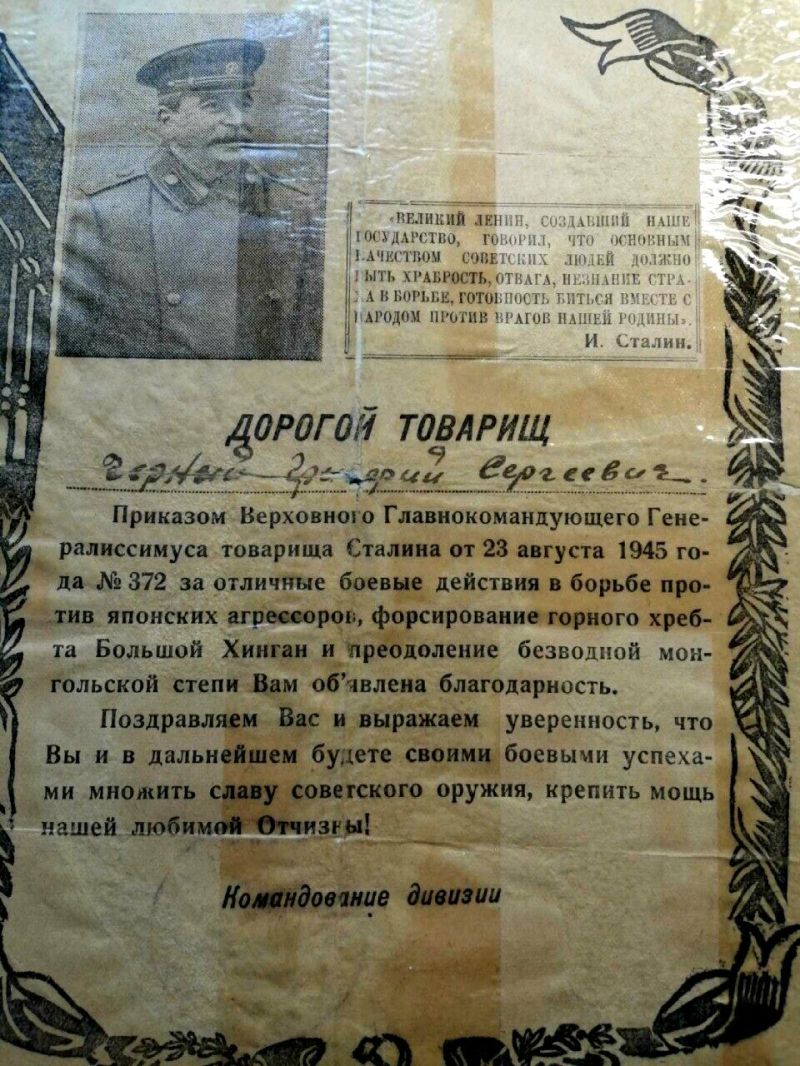 «ВЕЛИКИЙ ЛЕНИН, СОЗДАВШИЙ НАШЕ
ГОСУДАРСТВО, ГОВОРИЛ, ЧТО ОСНОВНЫМ
КАЧЕСТВОМ СОВЕТСКИХ ЛЮДЕЙ ДОЛЖНО
БЫТЬ ХРАБРОСТЬ, ОТВАГА, НЕЗНАНИЕ СТРА-
ХА В БОРЬБЕ, ГОТОВНОСТЬ БИТЬСЯ ВМЕСТЕ С
НАРОДОМ ПРОТИВ ВРАГОВ НАШЕЙ РОДИНЫ».
И. Сталин.
ДОРОГОЙ ТОВАРИЩ
Григорий Сергеевич.
Приказом Верховного Главнокомандующего Гене-
ралиссимуса товарища Сталина от 23 августа 1945 го-
да № 372 за отличные боевые действия в борьбе про-
тив японских агрессоров, форсирование горного хреб-
та Большой Хинган и преодоление безводной мон-
гольской степи Вам об'явлена благодарность.
Поздравляем Вас и выражаем уверенность, что
Вы и в дальнейшем будете своими боевыми успеха-
ми множить славу советского оружия, крепить мощь
нашей любимой Отчизны!
Командование дивизии